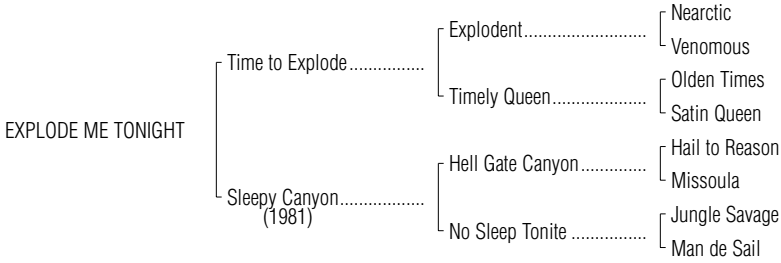 Nearctic
Explodent........................
Venomous
Time to Explode...............
Olden Times
Timely Queen...................
Satin Queen
EXPLODE ME TONIGHT
Hail to Reason
Hell Gate Canyon.............
Missoula
Sleepy Canyon.................
(1981)
Jungle Savage
No Sleep Tonite ...............
Man de Sail